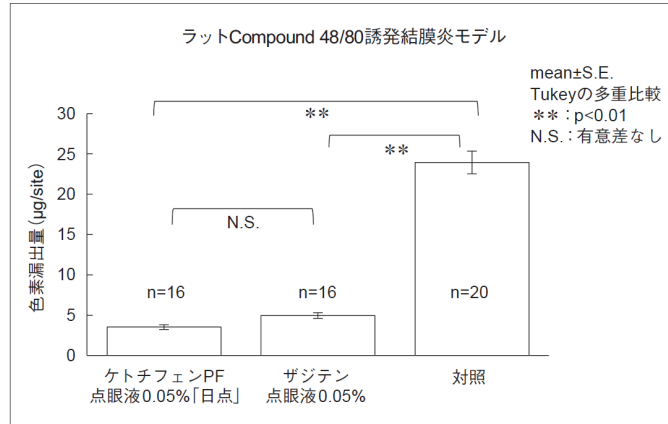 ラットCompound 48/80誘発結膜炎モデル
mean±S.E.
Tukeyの多重比較
＊＊：p<0.01
N.S.：有意差なし
色素漏出量(μg/site)
30
25
20
15
10
5
0
＊＊
＊＊
N.S.
n=16
n=16
n=20
ケトチフェンPF
点眼液0.05%「日点」
ザジテン
点眼液0.05%
対照